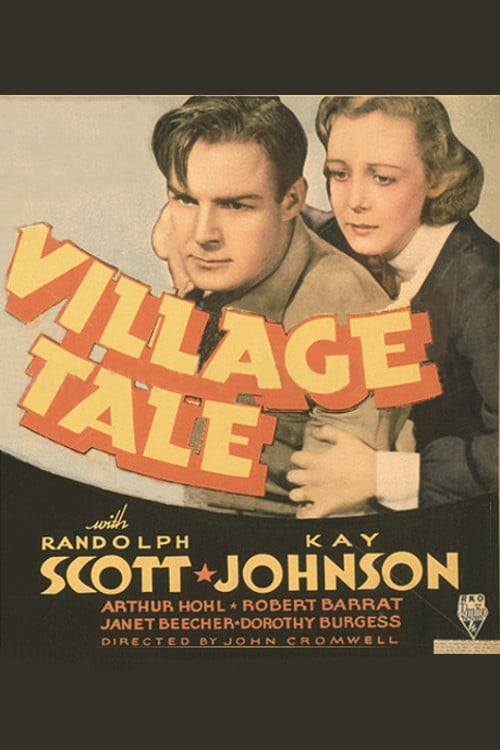 VILLAGE
TALE
with
RANDOLPH SCOTT ★ KAY JOHNSON
ARTHUR HOHL • ROBERT BARRAT
JANET BEECHER • DOROTHY BURGESS
DIRECTED BY JOHN CROMWELL
RKO
Radio